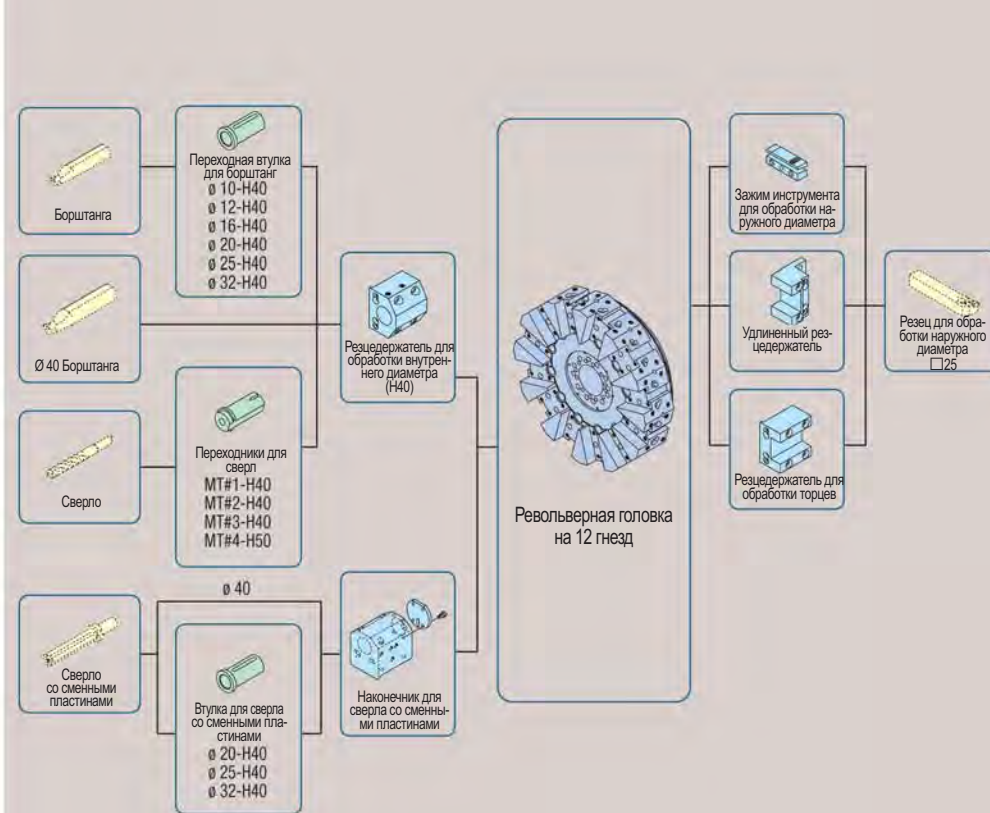 Борштанга
Переходная втулка
для борштанг
ø 10-H40
ø 12-H40
ø 16-H40
ø 20-H40
ø 25-H40
ø 32-H40
Ø 40 Борштанга
Резцедержатель для
обработки внутрен-
него диаметра
(H40)
Сверло
Переходники для
сверл
MT#1-H40
MT#2-H40
MT#3-H40
MT#4-H50
ø 40
Сверло
со сменными
пластинами
Втулка для сверла
со сменными пла-
стинами
ø 20-H40
ø 25-H40
ø 32-H40
Наконечник для
сверла со сменны-
ми пластинами
Револьверная головка
на 12 гнезд
Зажим инструмента
для обработки на-
ружного диаметра
Удлиненный рез-
цедержатель
Резцедержатель для
обработки торцев
Резец для обра-
ботки наружного
диаметра
□25